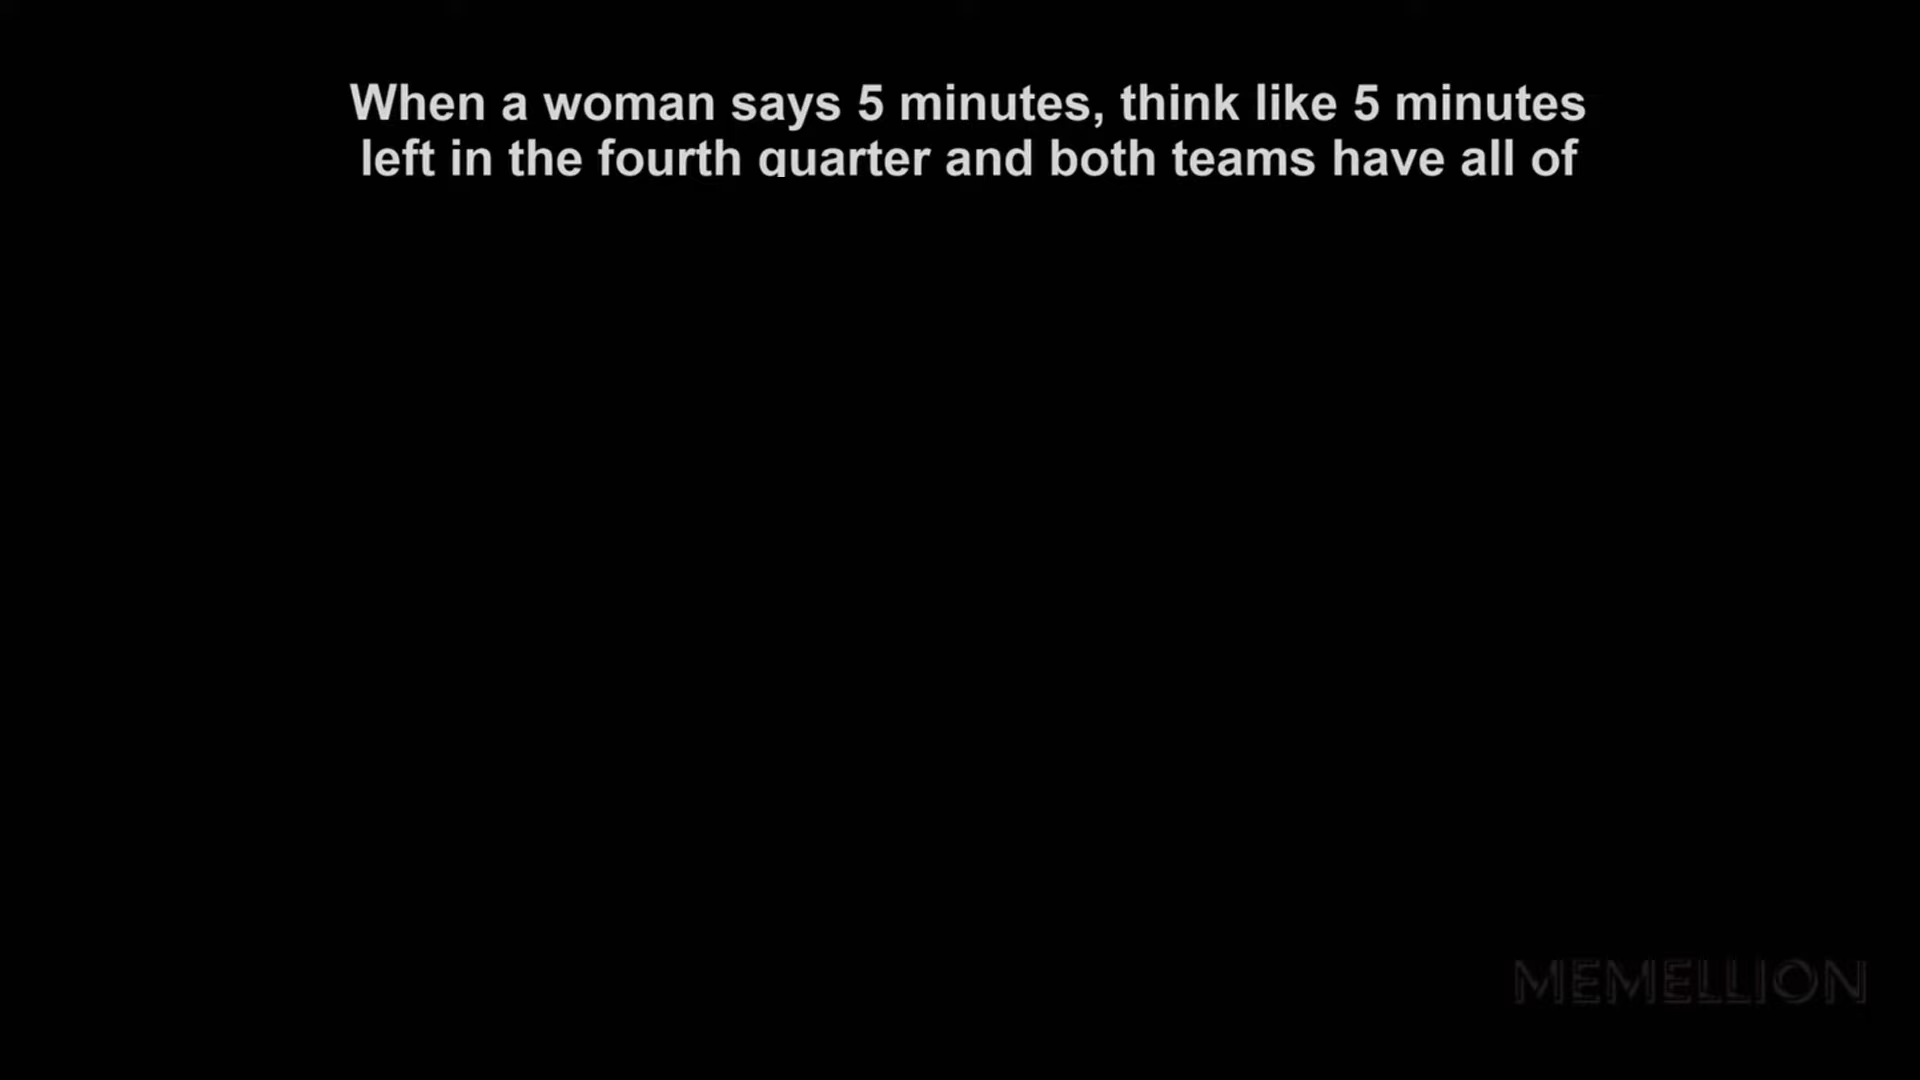 When a woman says 5 minutes, think like 5 minutes
left in the fourth quarter and both teams have all of
MEMELLION